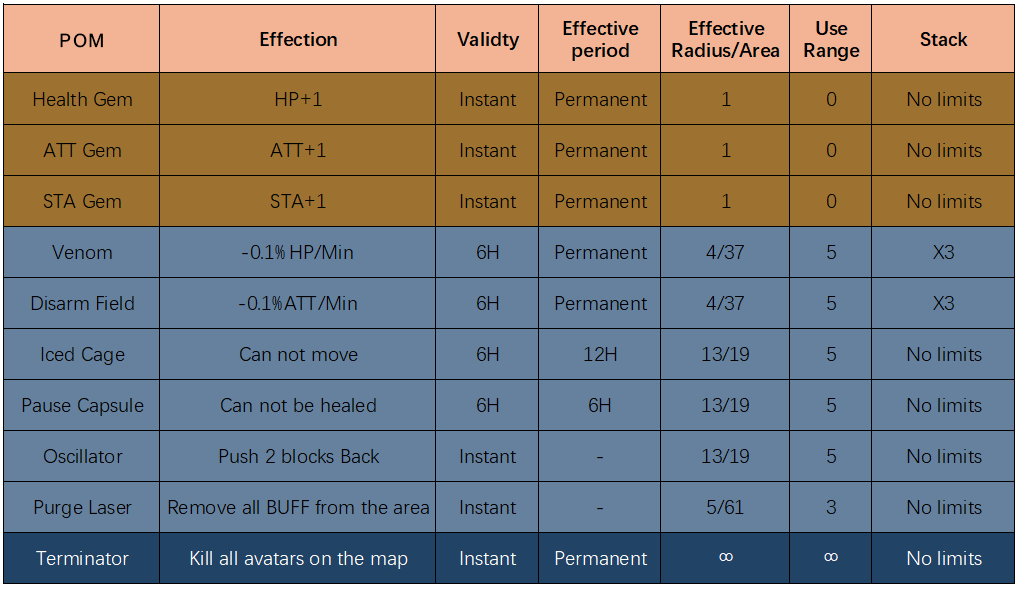 POM Effection Validty Effective period Effective Radius/Area Use Range Stack
Health Gem HP+1 Instant Permanent 1 0 No limits
ATT Gem ATT+1 Instant Permanent 1 0 No limits
STA Gem STA+1 Instant Permanent 1 0 No limits
Venom -0.1% HP/Min 6H Permanent 4/37 5 X3
Disarm Field -0.1%ATT/Min 6H Permanent 4/37 5 X3
Iced Cage Can not move 6H 12H 13/19 5 No limits
Pause Capsule Can not be healed 6H 6H 13/19 5 No limits
Oscillator Push 2 blocks Back Instant - 13/19 5 No limits
Purge Laser Remove all BUFF from the area Instant - 5/61 3 No limits
Terminator Kill all avatars on the map Instant Permanent ∞ ∞ No limits